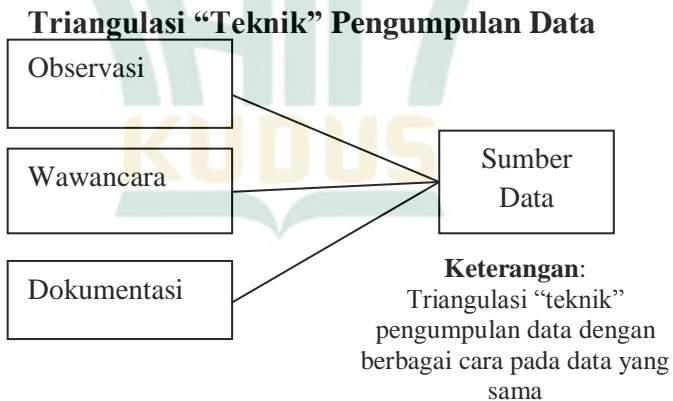 Triangulasi “Teknik” Pengumpulan Data
Observasi
Wawancara
Dokumentasi
Sumber
Data
KUDUS
Keterangan:
Triangulasi “teknik”
pengumpulan data dengan
berbagai cara pada data yang
sama